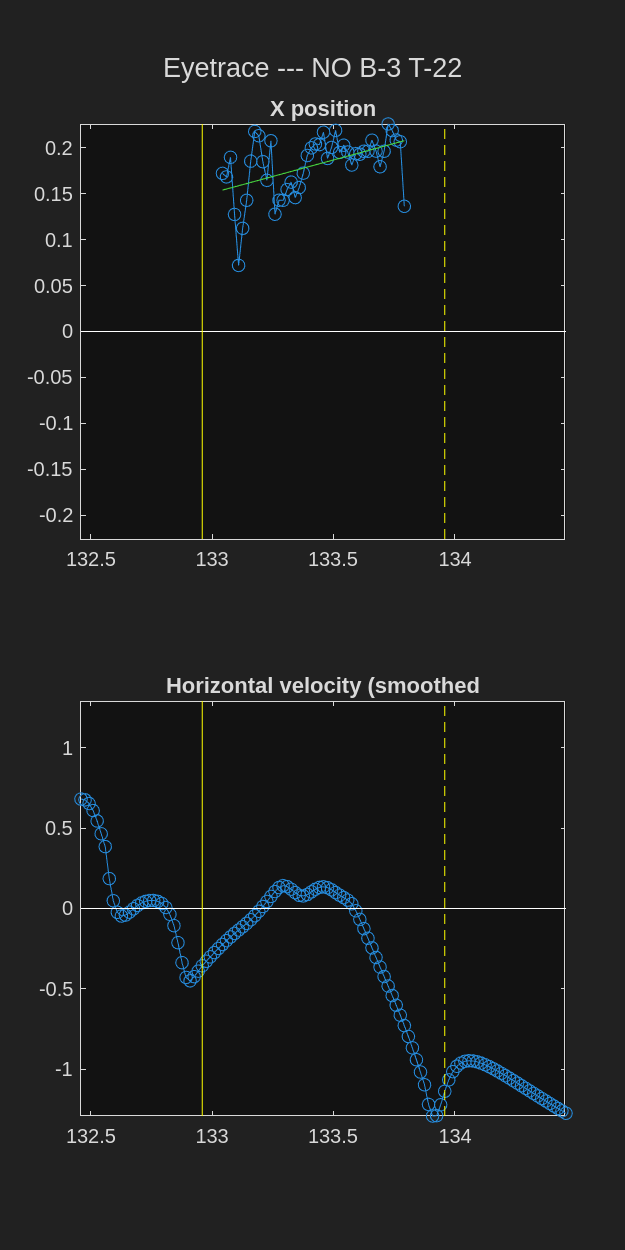 Eyetrace --- NO B-3 T-22
X position
0.2
0.15
0.1
0.05
0
-0.05
-0.1
-0.15
-0.2
132.5 133 133.5 134
Horizontal velocity (smoothed
1
0.5
0
-0.5
-1
132.5 133 133.5 134